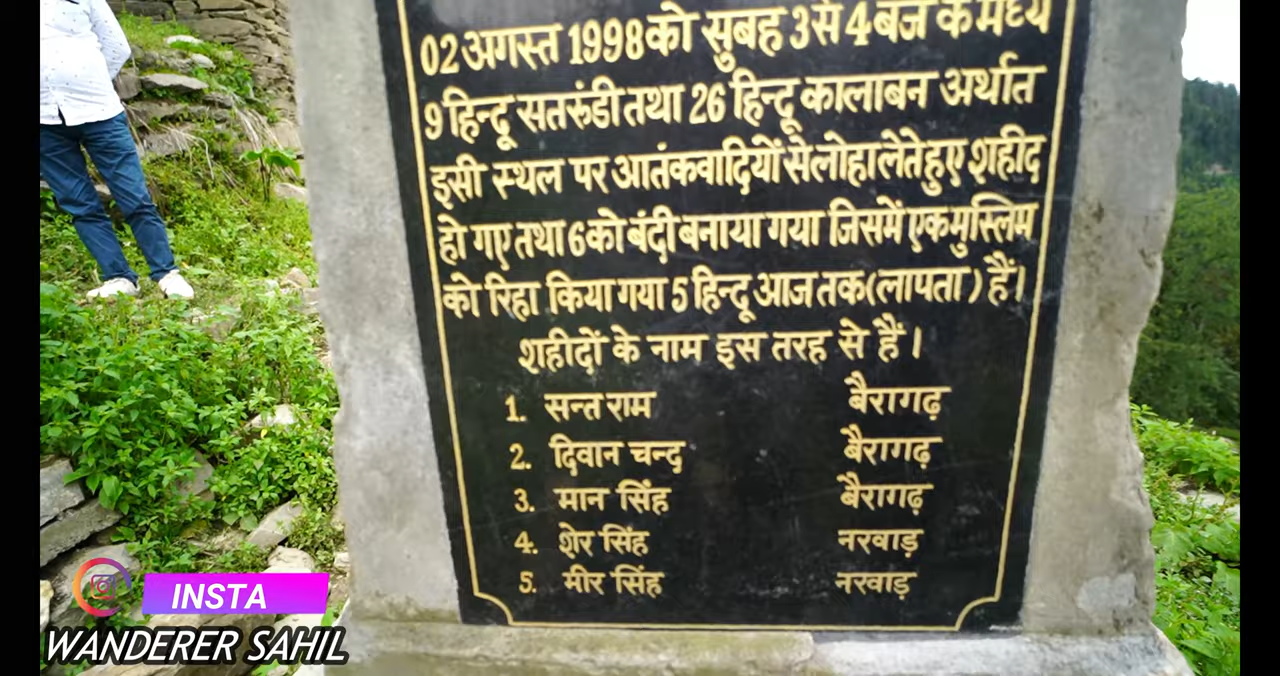 02 अगस्त 1998 को सुबह 3 से 4 बजे के मध्य
9 हिन्दू सतरुंडी तथा 26 हिन्दू कालाबन अर्थात
इसी स्थल पर आतंकवादियों से लोहा लेते हुए शहीद
हो गए तथा 6 को बंदी बनाया गया जिसमें एक मुस्लिम
को रिहा किया गया 5 हिन्दू आज तक (लापता) हैं।
शहीदों के नाम इस तरह से हैं।
1. सन्त राम बैरागढ़
2. दिवान चन्द बैरागढ़
3. मान सिंह बैरागढ़
4. शेर सिंह नरवाड़
5. मीर सिंह नरवाड़
INSTA
WANDERER SAHIL